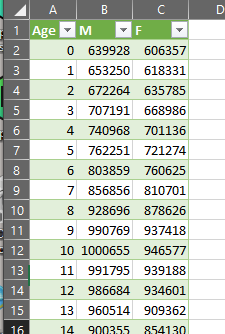 A B C D
1 Age M F
2 0 639928 606357
3 1 653250 618331
4 2 672264 635785
5 3 707191 668986
6 4 740968 701136
7 5 762251 721274
8 6 803859 760625
9 7 856856 810701
10 8 928696 878626
11 9 990769 937418
12 10 1000655 946577
13 11 991795 939188
14 12 986684 934601
15 13 960514 909362
16 14 900355 854130